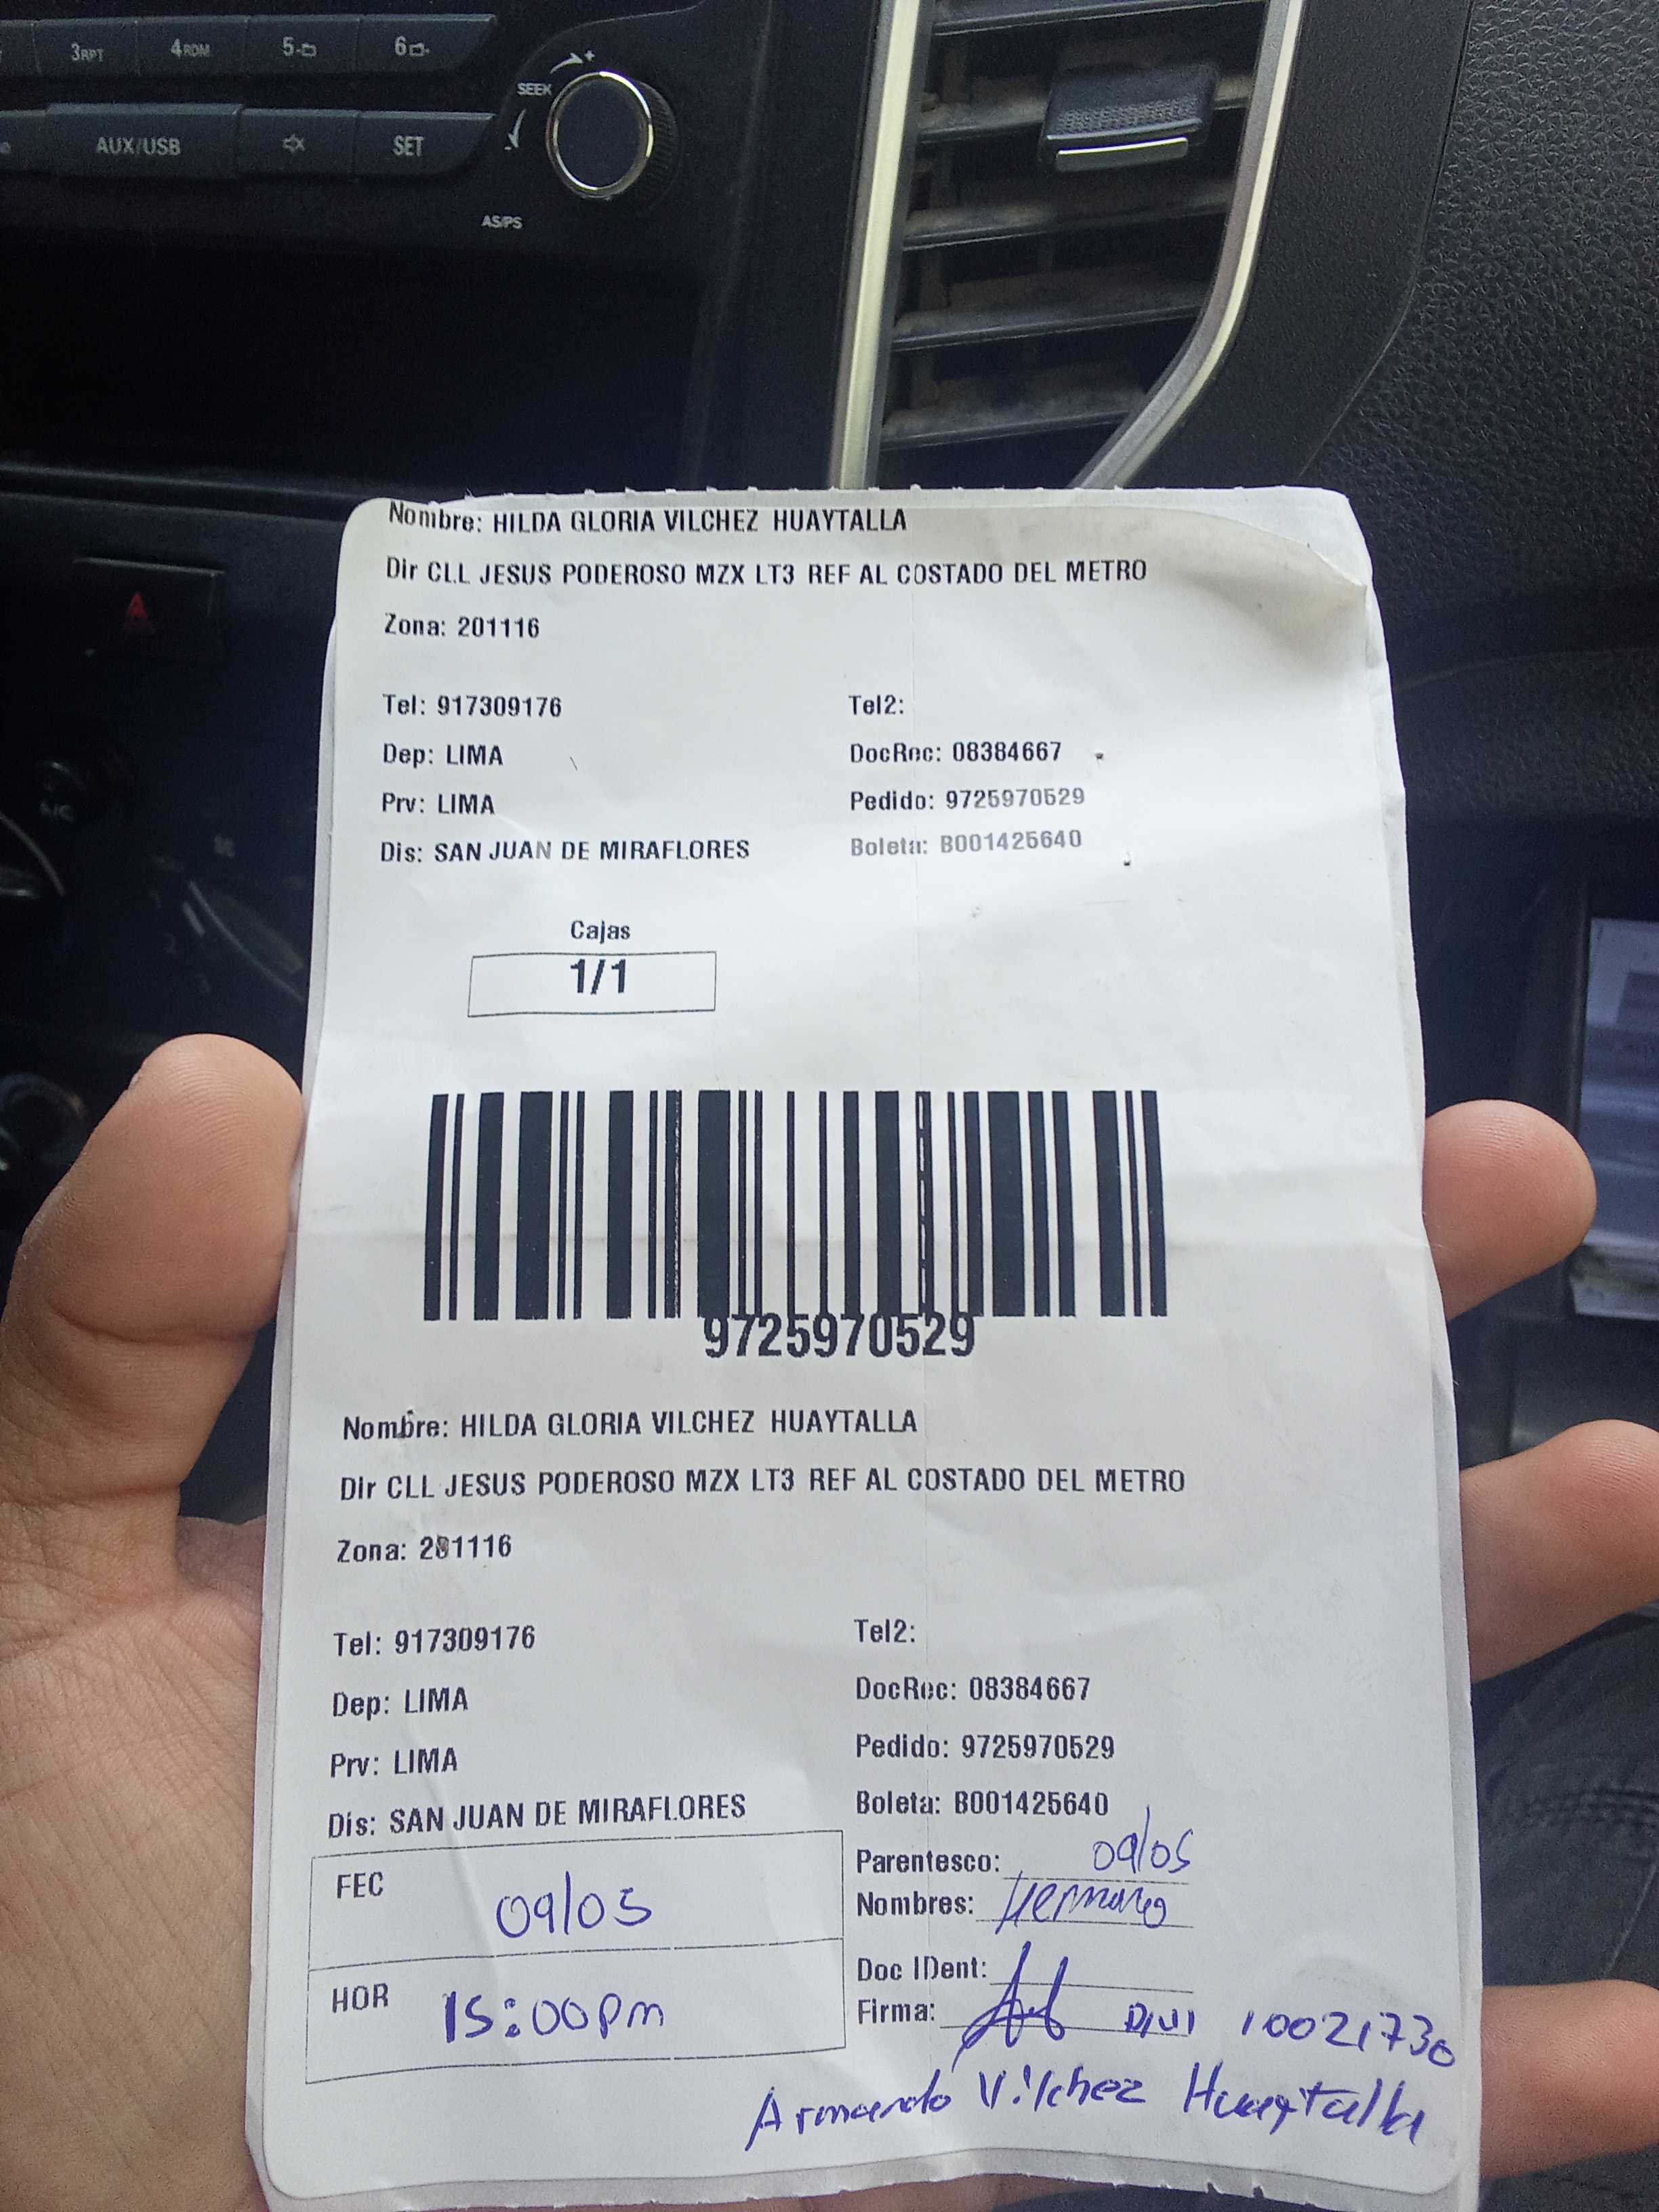 3RPT 4RDM 5 6
SEEK +
AUX/USB SET
-
AS/PS
A/C
Nombre: HILDA GLORIA VILCHEZ HUAYTALLA
Dir CLL JESUS PODEROSO MZX LT3 REF AL COSTADO DEL METRO
Zona: 201116
Tel: 917309176 Tel2:
Dep: LIMA DocRec: 08384667
Prv: LIMA Pedido: 9725970529
Dis: SAN JUAN DE MIRAFLORES Boleta: B001425640
Cajas
1/1
9725970529
Nombre: HILDA GLORIA VILCHEZ HUAYTALLA
Dir CLL JESUS PODEROSO MZX LT3 REF AL COSTADO DEL METRO
Zona: 201116
Tel: 917309176 Tel2:
Dep: LIMA DocRec: 08384667
Prv: LIMA Pedido: 9725970529
Dis: SAN JUAN DE MIRAFLORES Boleta: B001425640
FEC 09/05 Parentesco: 09/05
Nombres: Hermano
HOR 15:00pm Doc IDent:
Firma: DNI 10021730
Armando Vilchez Huaytalla